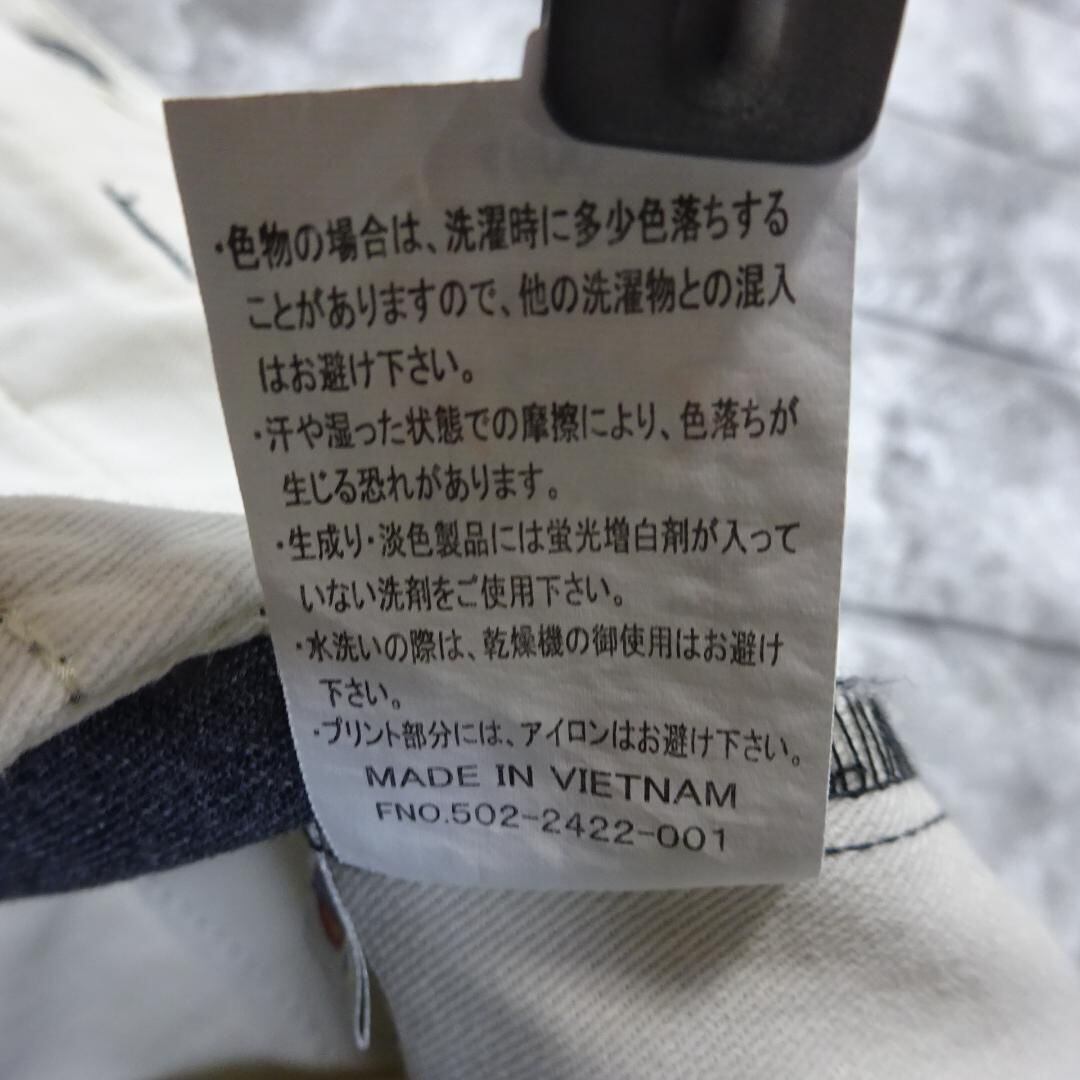 ・色物の場合は、洗濯時に多少色落ちする
ことがありますので、他の洗濯物との混入
はお避け下さい。
・汗や湿った状態での摩擦により、色落ちが
生じる恐れがあります。
・生成り・淡色製品には蛍光増白剤が入って
いない洗剤をご使用下さい。
・水洗いの際は、乾燥機の御使用はお避け
下さい。
・プリント部分には、アイロンはお避け下さい。
MADE IN VIETNAM
FNO.502-2422-001